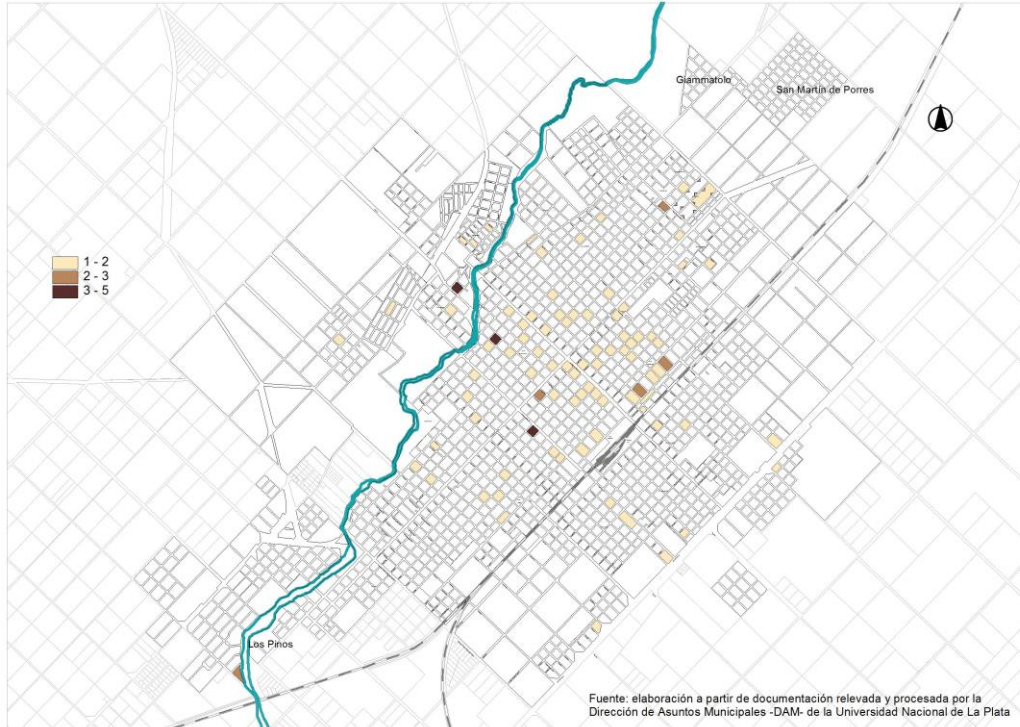 Giammatolo
San Martín de Porres
1 - 2
2 - 3
3 - 5
Los Pinos
Fuente: elaboración a partir de documentación relevada y procesada por la
Dirección de Asuntos Municipales -DAM- de la Universidad Nacional de La Plata